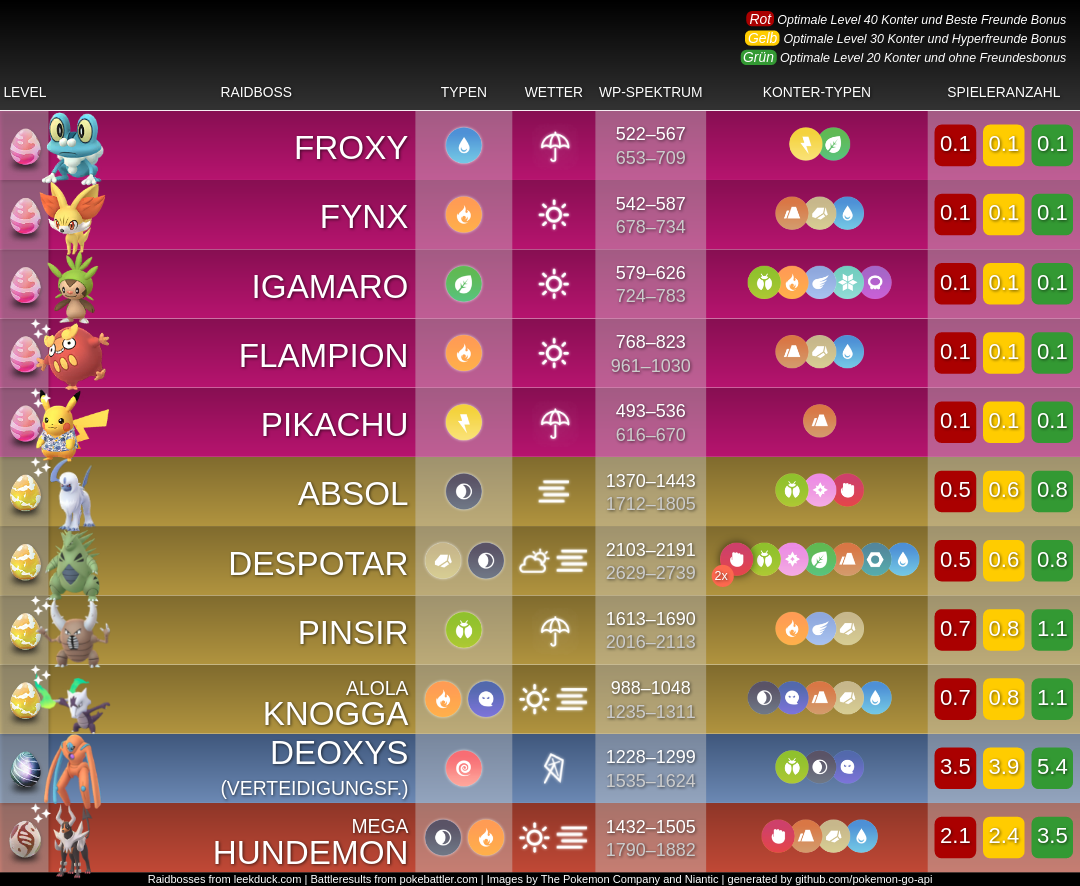 Rot Optimale Level 40 Konter und Beste Freunde Bonus
Gelb Optimale Level 30 Konter und Hyperfreunde Bonus
Grün Optimale Level 20 Konter und ohne Freundesbonus
LEVEL RAIDBOSS TYPEN WETTER WP-SPEKTRUM KONTER-TYPEN SPIELERANZAHL
FROXY 522–567 653–709 0.1 0.1 0.1
FYNX 542–587 678–734 0.1 0.1 0.1
IGAMARO 579–626 724–783 0.1 0.1 0.1
FLAMPION 768–823 961–1030 0.1 0.1 0.1
PIKACHU 493–536 616–670 0.1 0.1 0.1
ABSOL 1370–1443 1712–1805 0.5 0.6 0.8
DESPOTAR 2103–2191 2629–2739 2x 0.5 0.6 0.8
PINSIR 1613–1690 2016–2113 0.7 0.8 1.1
ALOLA
KNOGGA 988–1048 1235–1311 0.7 0.8 1.1
DEOXYS
(VERTEIDIGUNGSF.) 1228–1299 1535–1624 3.5 3.9 5.4
MEGA
HUNDEMON 1432–1505 1790–1882 2.1 2.4 3.5
Raidbosses from leekduck.com | Battleresults from pokebattler.com | Images by The Pokemon Company and Niantic | generated by github.com/pokemon-go-api